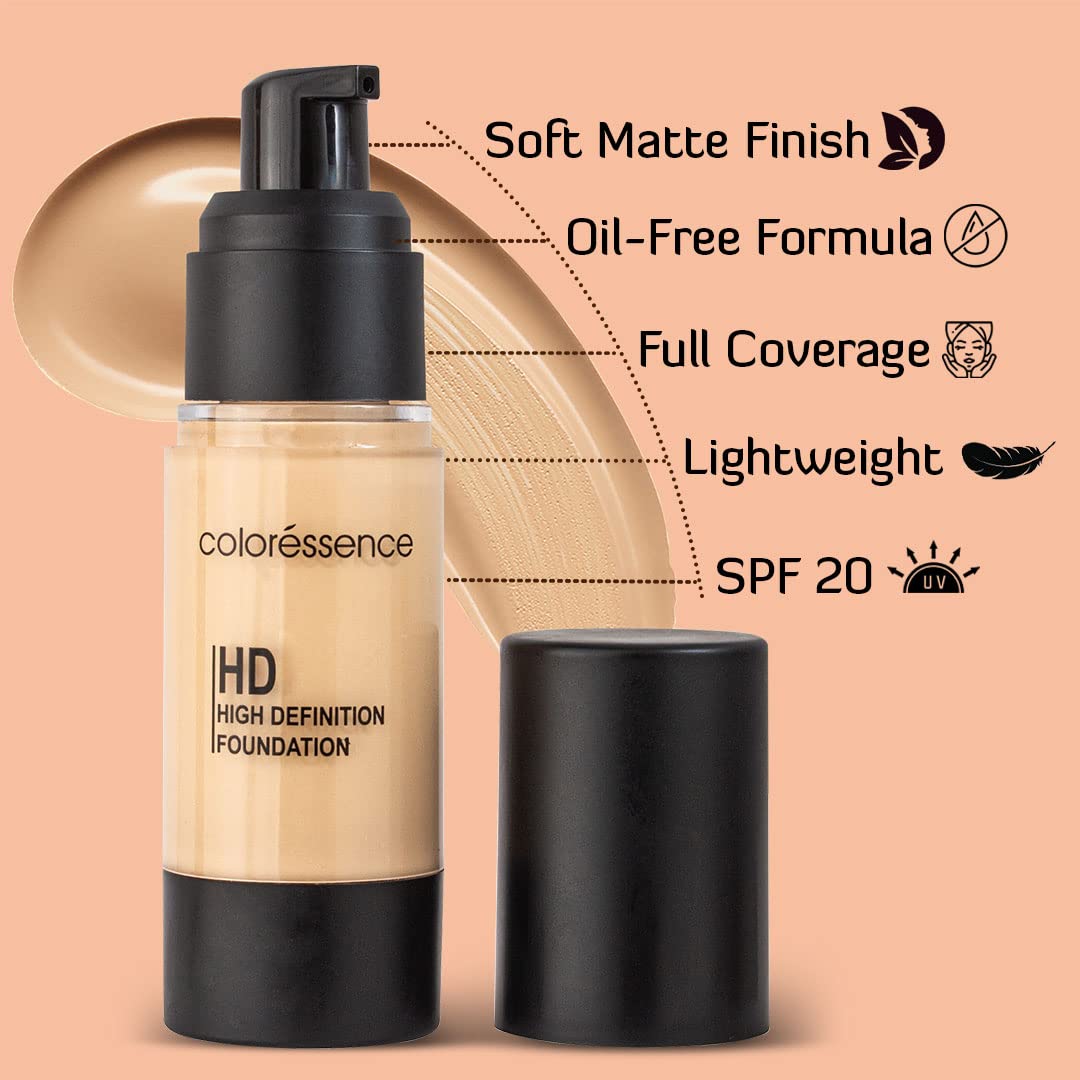 Soft Matte Finish
Oil-Free Formula
Full Coverage
Lightweight
SPF 20
UV
coloréssence
HD
HIGH DEFINITION
FOUNDATION